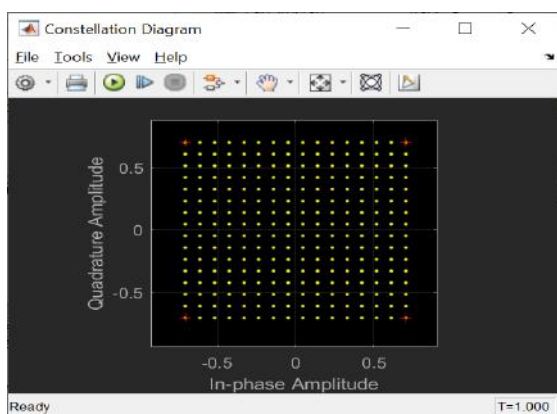 Constellation Diagram
File Tools View Help
0.5
0
-0.5
Quadrature Amplitude
-0.5 0 0.5
In-phase Amplitude
Ready T=1.000